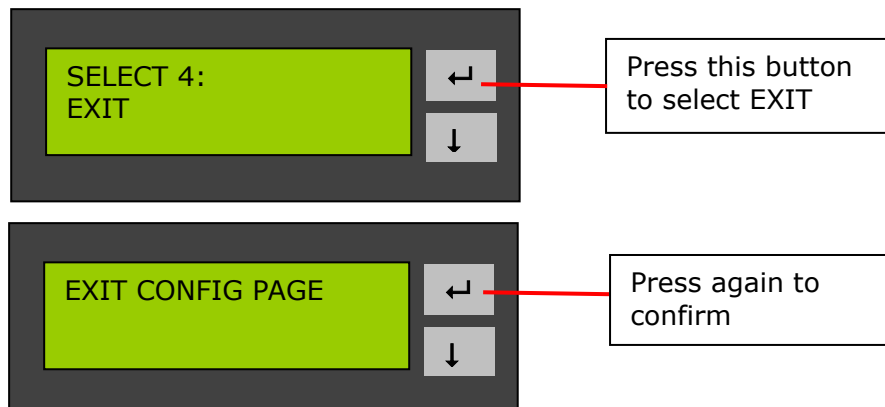 SELECT 4:
EXIT
↵
↓
Press this button
to select EXIT
EXIT CONFIG PAGE
↵
↓
Press again to
confirm